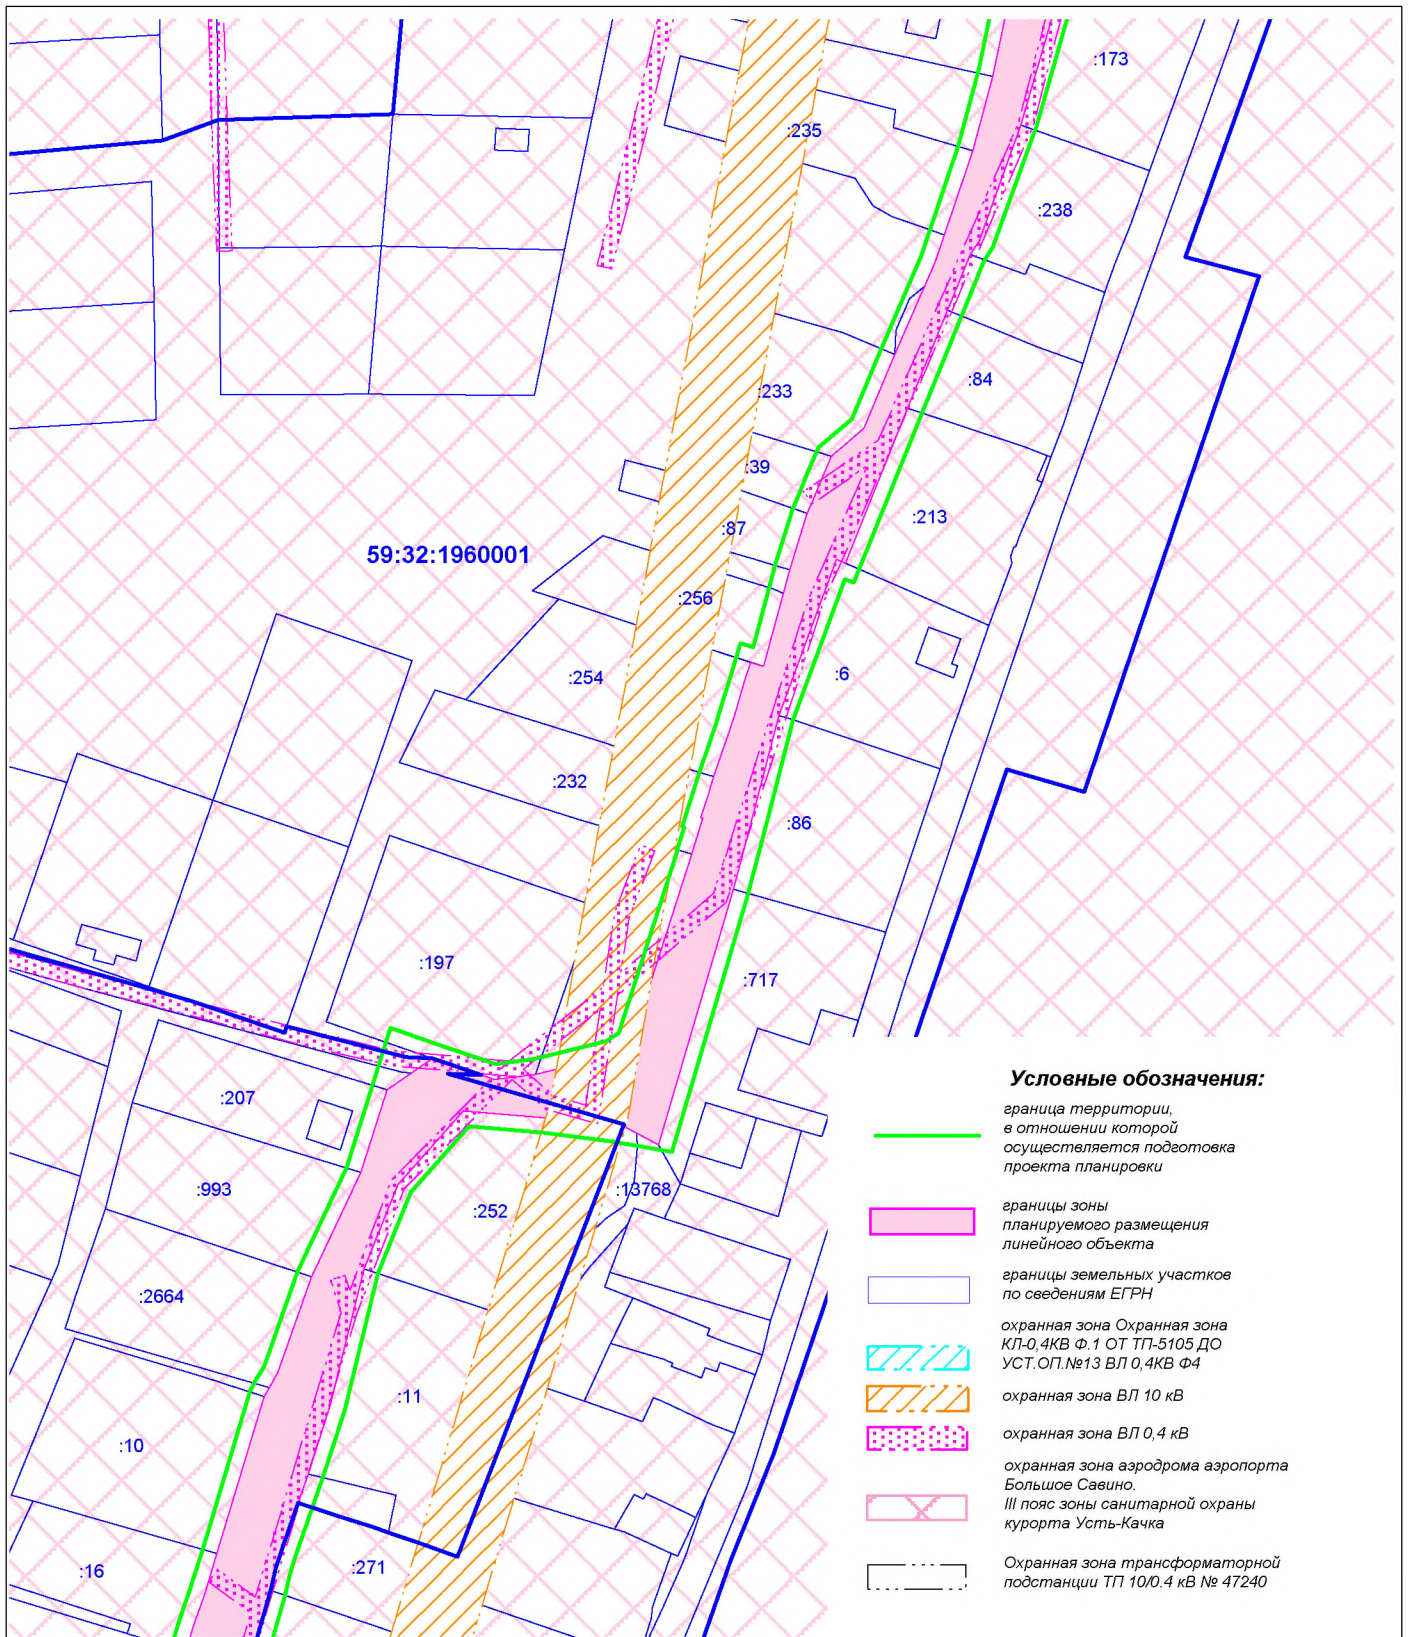 :173
:235
:238
:233
:84
:39
:213
:87
59:32:1960001
:256
:254
:6
:232
:86
:197
:717
:207
:993
:252
:13768
:2664
:11
:10
:16
:271
Условные обозначения:
граница территории,
в отношении которой
осуществляется подготовка
проекта планировки
границы зоны
планируемого размещения
линейного объекта
границы земельных участков
по сведениям ЕГРН
охранная зона Охранная зона
КЛ-0,4КВ Ф.1 ОТ ТП-5105 ДО
УСТ.ОП.№13 ВЛ 0,4КВ Ф4
охранная зона ВЛ 10 кВ
охранная зона ВЛ 0,4 кВ
охранная зона аэродрома аэропорта
Большое Савино.
III пояс зоны санитарной охраны
курорта Усть-Качка
Охранная зона трансформаторной
подстанции ТП 10/0.4 кВ № 47240